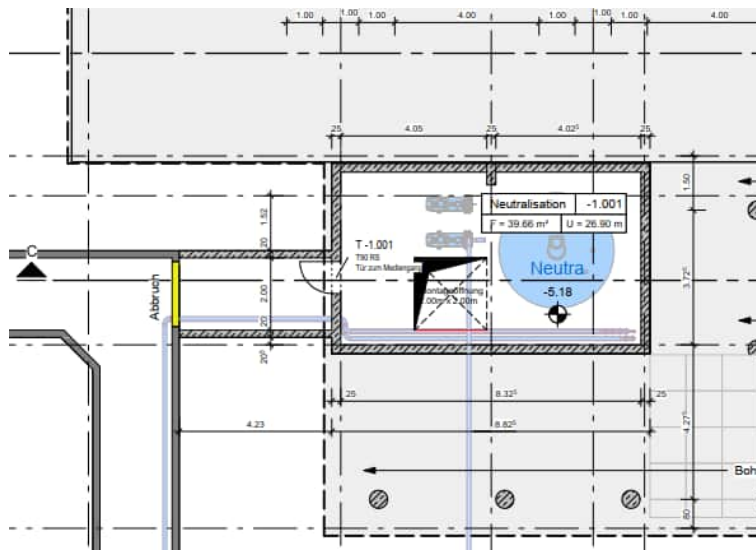 1.00
1.00
1.00
4.00
1.00
1.00
1.00
4.00
25
4.05
25
4.02⁵
25
1.50
1.52
20
2.00
20
20⁵
C
Abbruch
T -1.001
T90 RS
Tür zum Mediengang
Neutralisation
-1.001
F = 39.66 m²
U = 26.90 m
Neutra.
-5.18
Montageöffnung
2.00m x 2.00m
3.72⁵
25
8.32⁵
25
4.23
8.82⁵
4.27⁵
Boh
80